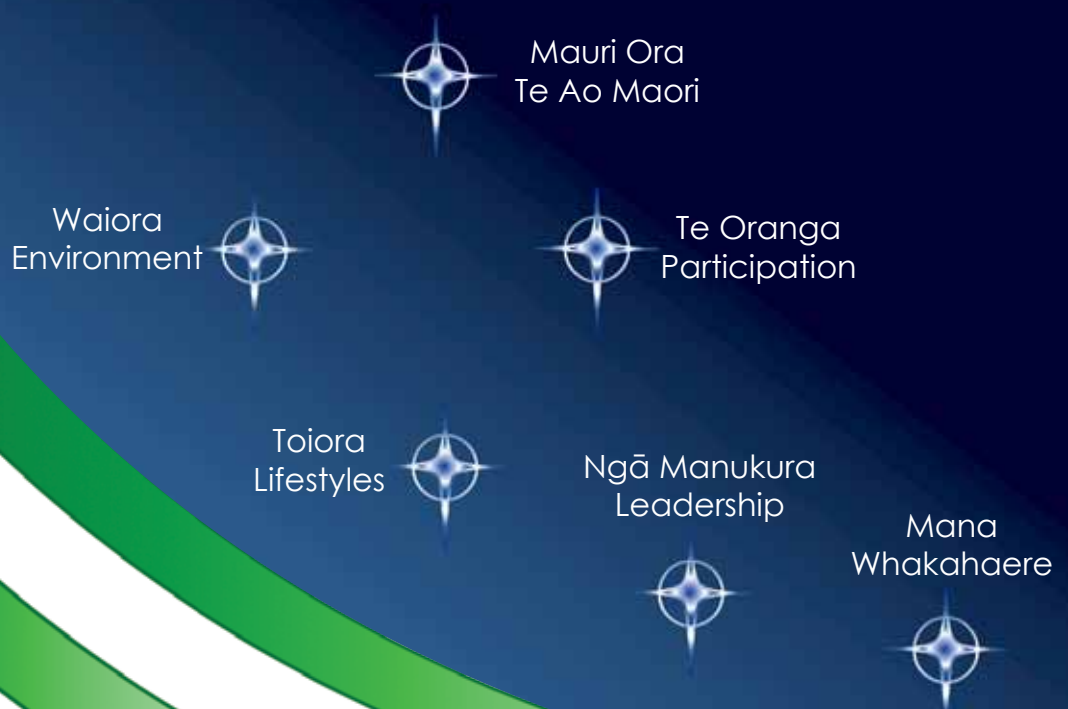 Mauri Ora
Te Ao Maori
Waiora
Environment
Te Oranga
Participation
Toiora
Lifestyles
Ngā Manukura
Leadership
Mana
Whakahaere